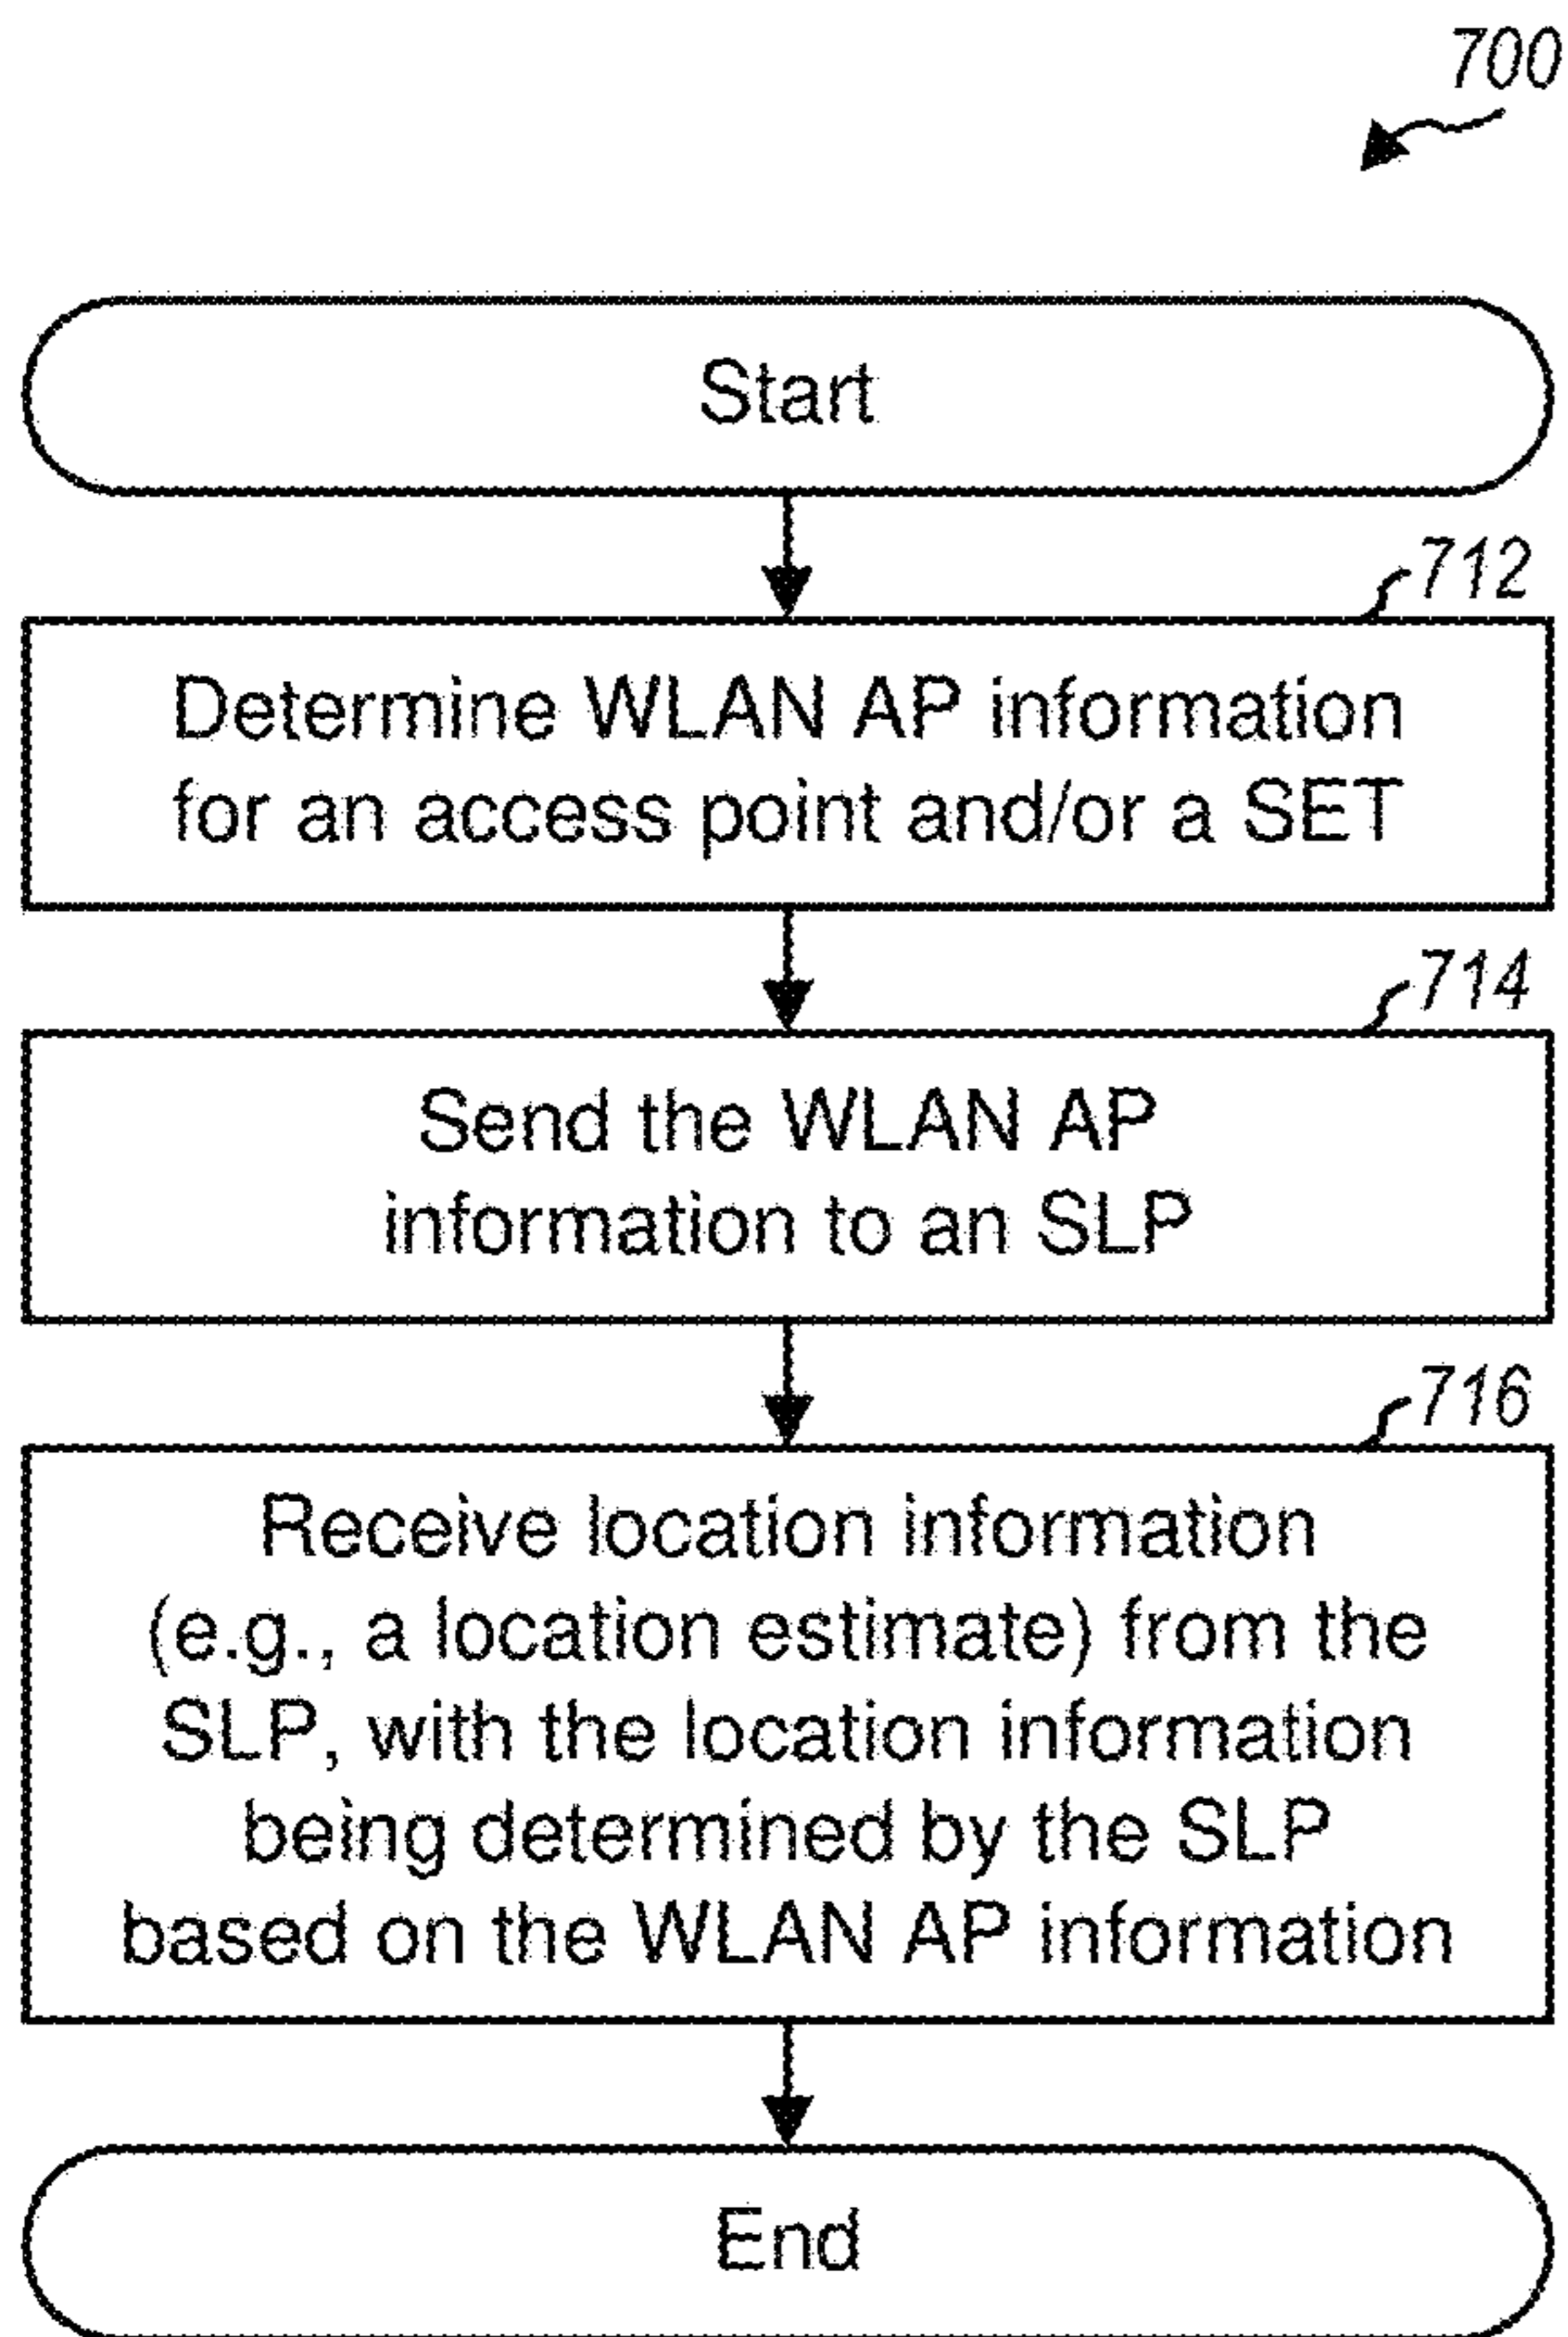 700
Start
712
Determine WLAN AP information
for an access point and/or a SET
714
Send the WLAN AP
information to an SLP
716
Receive location information
(e.g., a location estimate) from the
SLP, with the location information
being determined by the SLP
based on the WLAN AP information
End